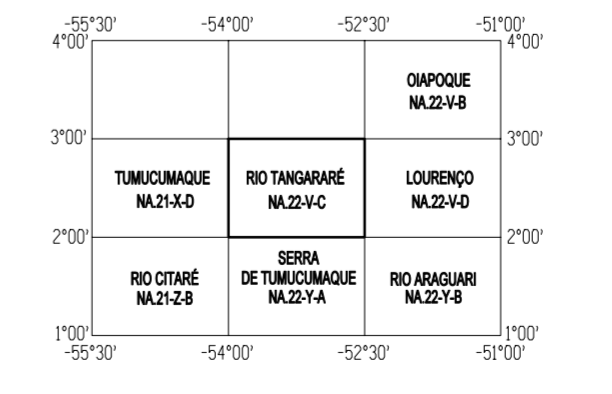 -55°30' -54°00' -52°30' -51°00'
4°00' 4°00'
OIAPOQUE
NA.22-V-B
3°00' 3°00'
TUMUCUMAQUE RIO TANGARARÉ LOURENÇO
NA.21-X-D NA.22-V-C NA.22-V-D
2°00' 2°00'
SERRA
RIO CITARÉ DE TUMUCUMAQUE RIO ARAGUARI
NA.21-Z-B NA.22-Y-A NA.22-Y-B
1°00' 1°00'
-55°30' -54°00' -52°30' -51°00'